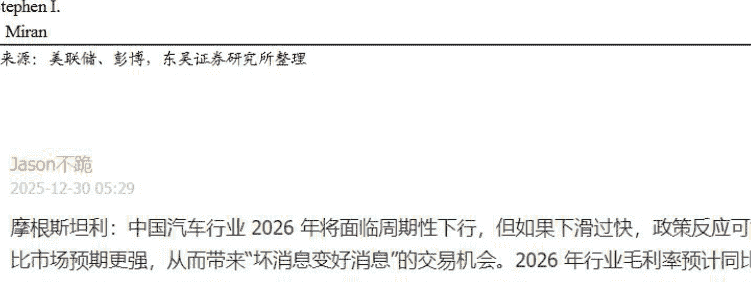 tephen I.
Miran
来源：美联储、彭博，东吴证券研究所整理
Jason不跪
2025-12-30 05:29
摩根斯坦利：中国汽车行业 2026 年将面临周期性下行，但如果下滑过快，政策反应可
比市场预期更强，从而带来“坏消息变好消息”的交易机会。2026 年行业毛利率预计同比